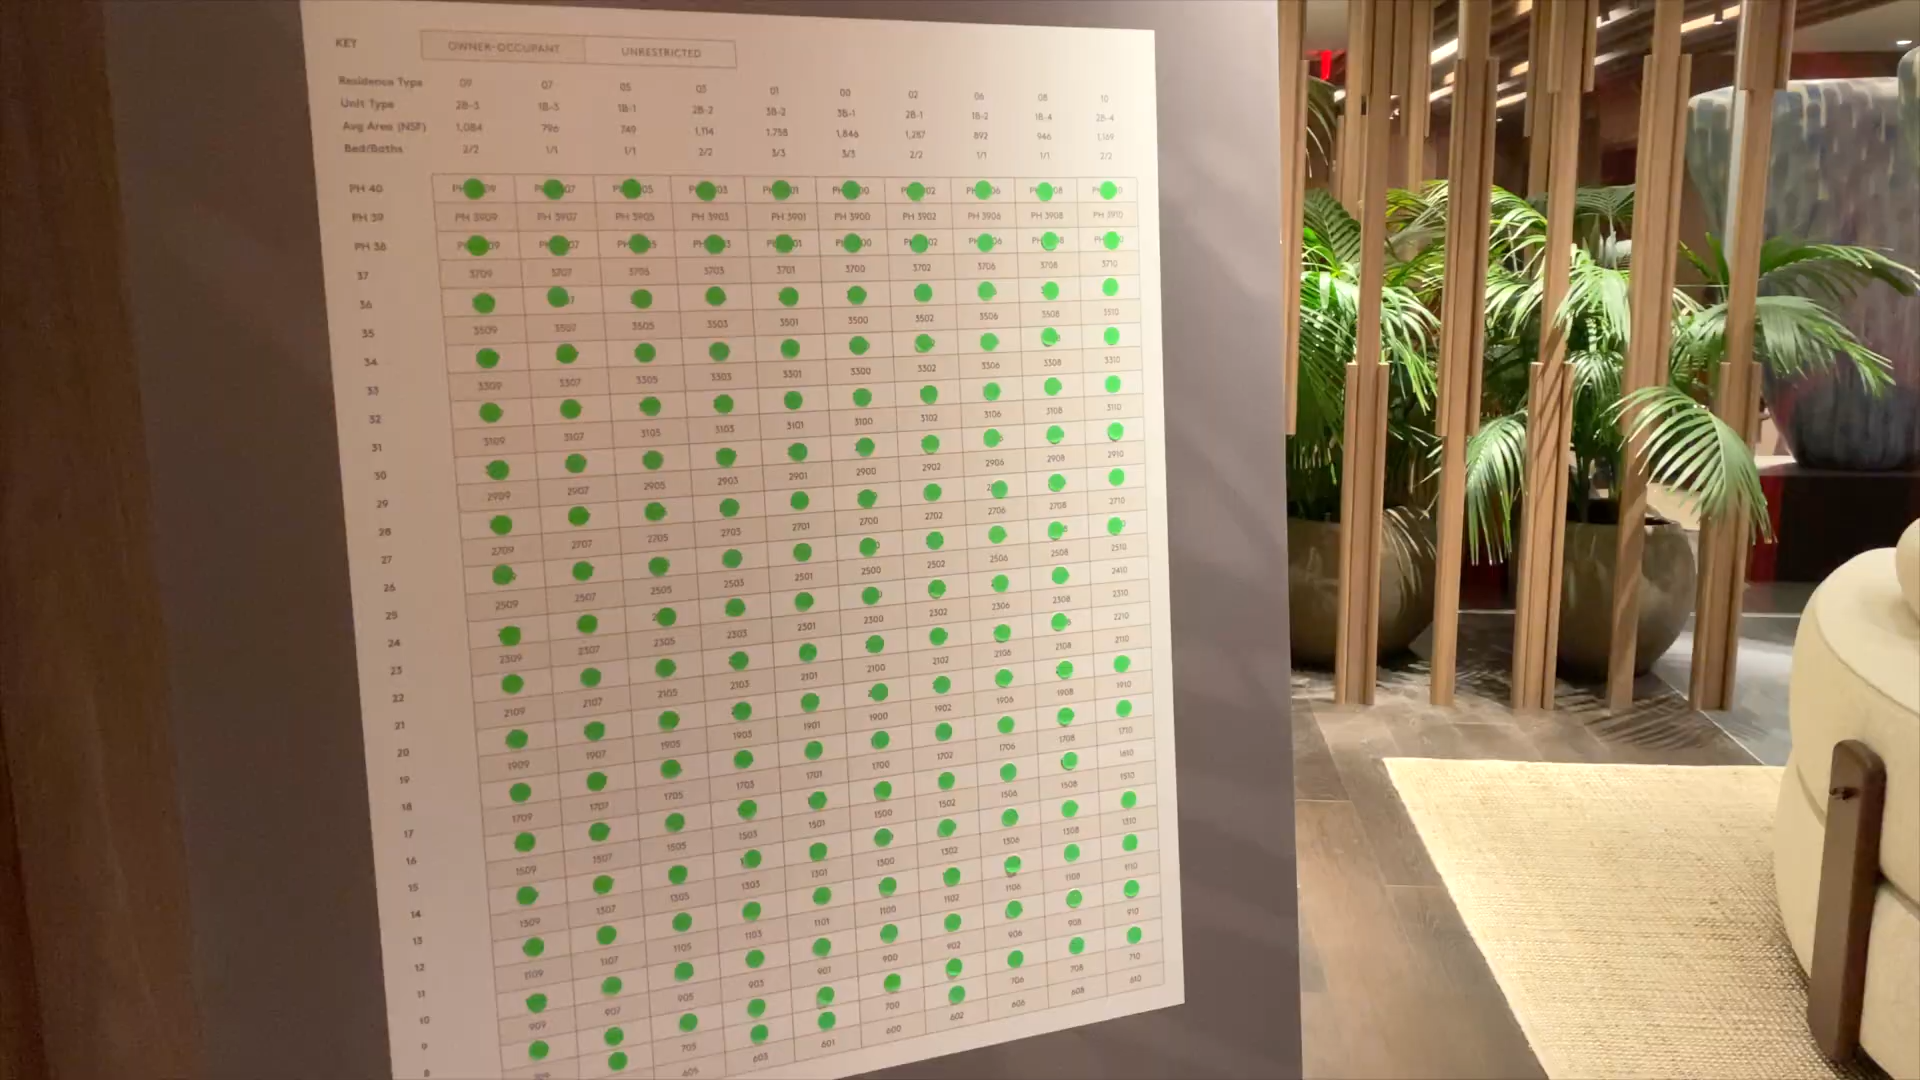 KEY OWNER-OCCUPANT UNRESTRICTED
Residence Type 09 07 05 03 01 00 02 06 08 10
Unit Type 2B-3 1B-3 1B-1 2B-2 3B-2 3B-1 2B-1 1B-2 1B-4 2B-4
Avg Area (NSF) 1,084 796 749 1,114 1,758 1,846 1,287 892 946 1,169
Bed/Baths 2/2 1/1 1/1 2/2 3/3 3/3 2/2 1/1 1/1 2/2
PH 40
PH 39 PH 3909 PH 3907 PH 3905 PH 3903 PH 3901 PH 3900 PH 3902 PH 3906 PH 3908 PH 3910
PH 38
37 3709 3707 3705 3703 3701 3700 3702 3706 3708 3710
36
35 3509 3507 3505 3503 3501 3500 3502 3506 3508 3510
34
33 3309 3307 3305 3303 3301 3300 3302 3306 3308 3310
32
31 3109 3107 3105 3103 3101 3100 3102 3106 3108 3110
30
29 2909 2907 2905 2903 2901 2900 2902 2906 2908 2910
28
27 2709 2707 2705 2703 2701 2700 2702 2706 2708 2710
26
25 2509 2507 2505 2503 2501 2500 2502 2506 2508 2510
24 2410
23 2309 2307 2305 2303 2301 2300 2302 2306 2308 2310
22 2210
21 2109 2107 2105 2103 2101 2100 2102 2106 2108 2110
20
19 1909 1907 1905 1903 1901 1900 1902 1906 1908 1910
18
17 1709 1707 1705 1703 1701 1700 1702 1706 1708 1710
16 1610
15 1509 1507 1505 1503 1501 1500 1502 1506 1508 1510
14
13 1309 1307 1305 1303 1301 1300 1302 1306 1308 1310
12
11 1109 1107 1105 1103 1101 1100 1102 1106 1108 1110
10
9 909 907 905 903 901 900 902 906 908 910
8
705 700 706 708 710
605 603 601 600 602 606 608 610